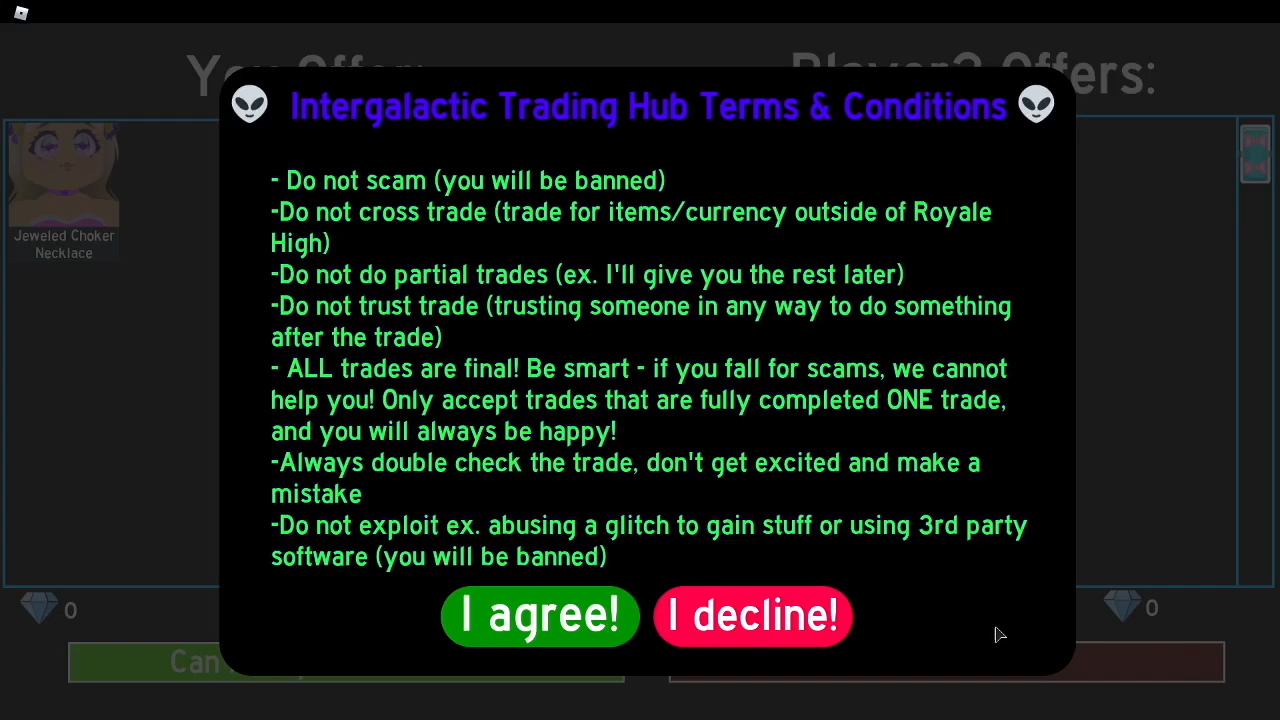 You Offer:
Player2 Offers:
Intergalactic Trading Hub Terms & Conditions
- Do not scam (you will be banned)
-Do not cross trade (trade for items/currency outside of Royale
High)
-Do not do partial trades (ex. I'll give you the rest later)
-Do not trust trade (trusting someone in any way to do something
after the trade)
- ALL trades are final! Be smart - if you fall for scams, we cannot
help you! Only accept trades that are fully completed ONE trade,
and you will always be happy!
-Always double check the trade, don't get excited and make a
mistake
-Do not exploit ex. abusing a glitch to gain stuff or using 3rd party
software (you will be banned)
I agree! I decline!
Jeweled Choker
Necklace
0
0
Can